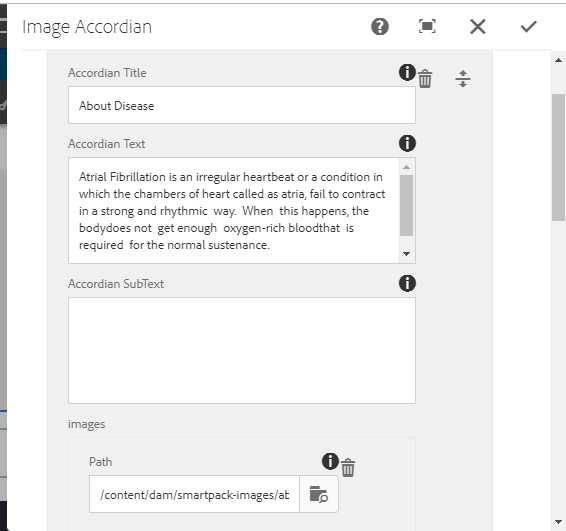 Image Accordian
Accordian Title
About Disease
Accordian Text
Atrial Fibrillation is an irregular heartbeat or a condition in
which the chambers of heart called as atria, fail to contract
in a strong and rhythmic way. When this happens, the
bodydoes not get enough oxygen-rich bloodthat is
required for the normal sustenance.
Accordian SubText
images
Path
/content/dam/smartpack-images/ab